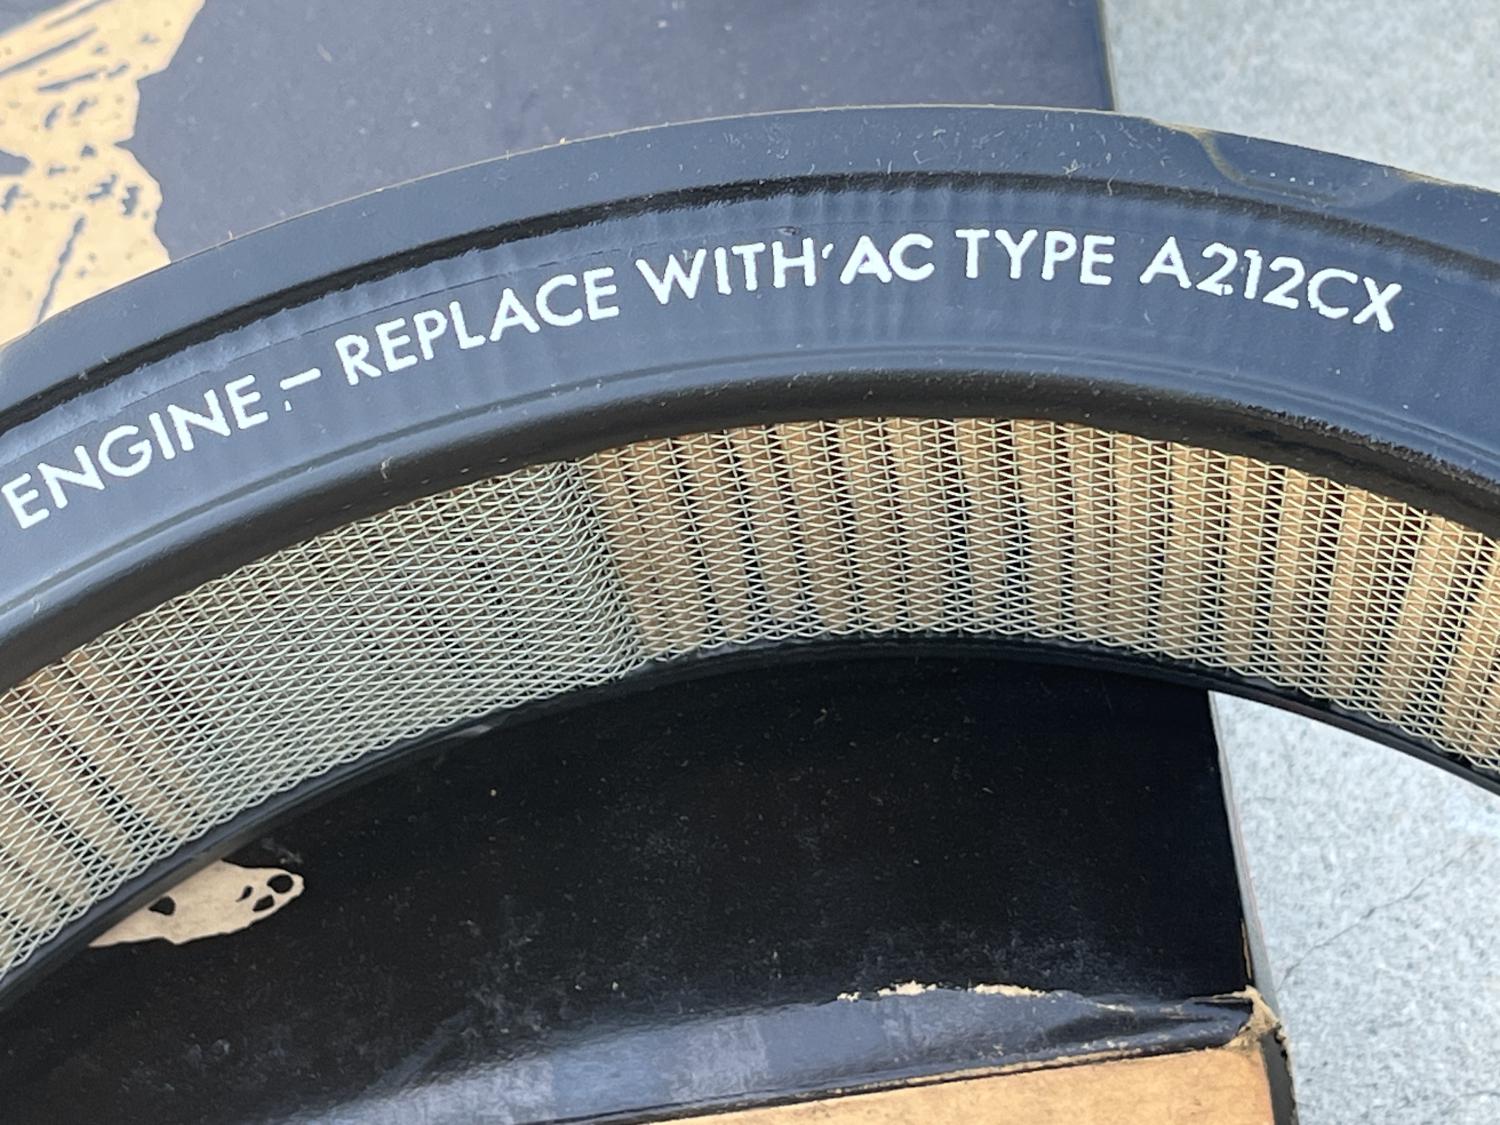 ENGINE - REPLACE WITH AC TYPE A212CX